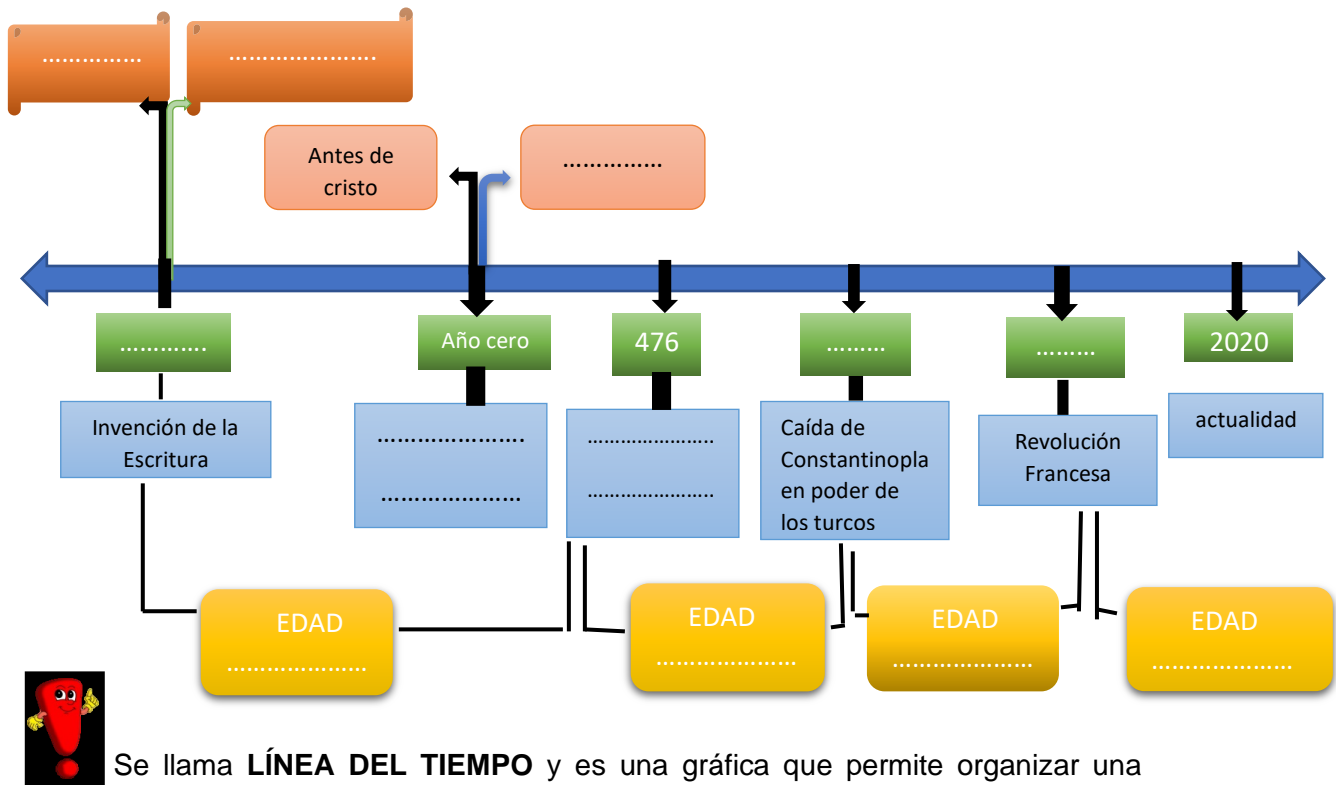 ……………
………………….
Antes de
cristo
……………
………….
Año cero
476
………
………
2020
Invención de la
Escritura
………………….
…………………
…………………..
…………………..
Caída de
Constantinopla
en poder de
los turcos
Revolución
Francesa
actualidad
EDAD
…………………
EDAD
…………………
EDAD
…………………
EDAD
…………………
Se llama LÍNEA DEL TIEMPO y es una gráfica que permite organizar una